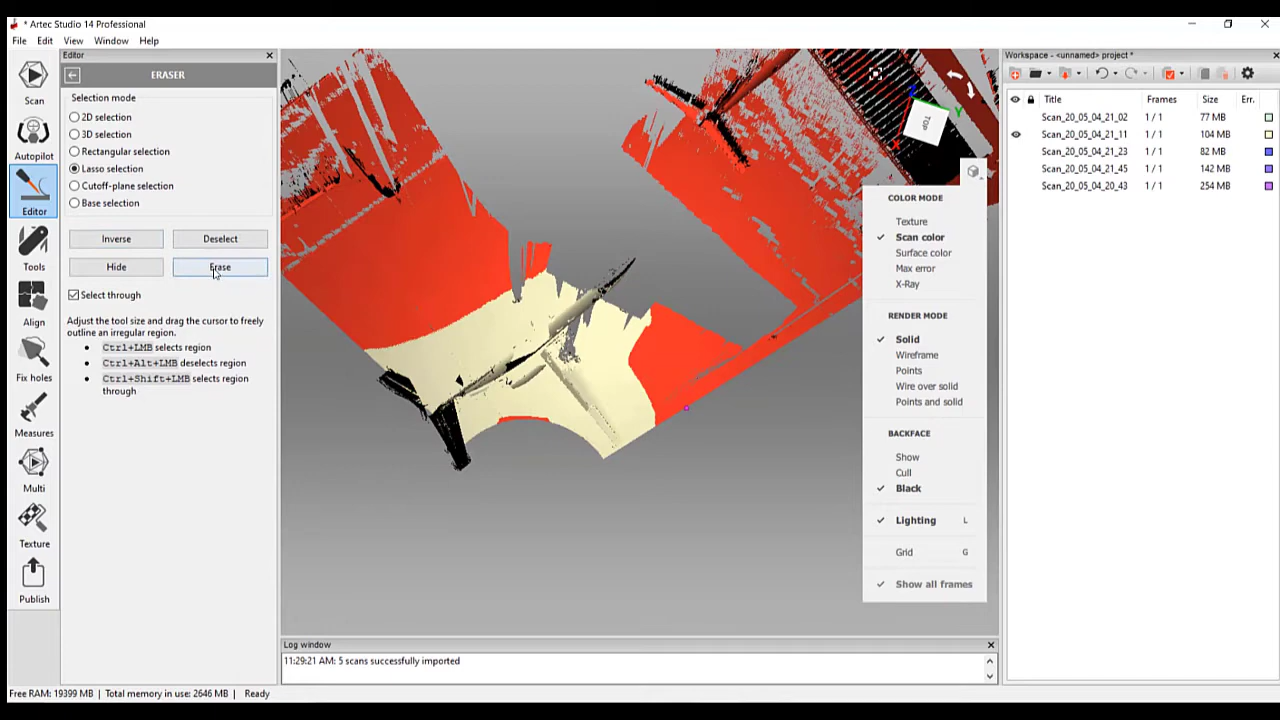 * Artec Studio 14 Professional
File Edit View Window Help
Editor
ERASER
Selection mode
2D selection
3D selection
Rectangular selection
Lasso selection
Cutoff-plane selection
Base selection
Inverse Deselect
Hide Erase
Select through
Adjust the tool size and drag the cursor to freely
outline an irregular region.
Ctrl+LMB selects region
Ctrl+Alt+LMB deselects region
Ctrl+Shift+LMB selects region
through
Scan
Autopilot
Editor
Tools
Align
Fix holes
Measures
Multi
Texture
Publish
TOP
Z
Y
X
COLOR MODE
Texture
Scan color
Surface color
Max error
X-Ray
RENDER MODE
Solid
Wireframe
Points
Wire over solid
Points and solid
BACKFACE
Show
Cull
Black
Lighting L
Grid G
Show all frames
Workspace - <unnamed> project *
Title Frames Size Err.
Scan_20_05_04_21_02 1 / 1 77 MB
Scan_20_05_04_21_11 1 / 1 104 MB
Scan_20_05_04_21_23 1 / 1 82 MB
Scan_20_05_04_21_45 1 / 1 142 MB
Scan_20_05_04_20_43 1 / 1 254 MB
Log window
11:29:21 AM: 5 scans successfully imported
Free RAM: 19399 MB | Total memory in use: 2646 MB | Ready